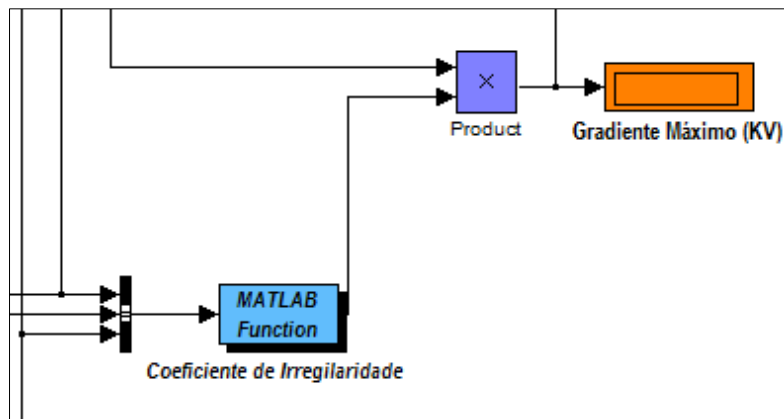 ×
Product
Gradiente Máximo (KV)
MATLAB
Function
Coeficiente de Irregilaridade